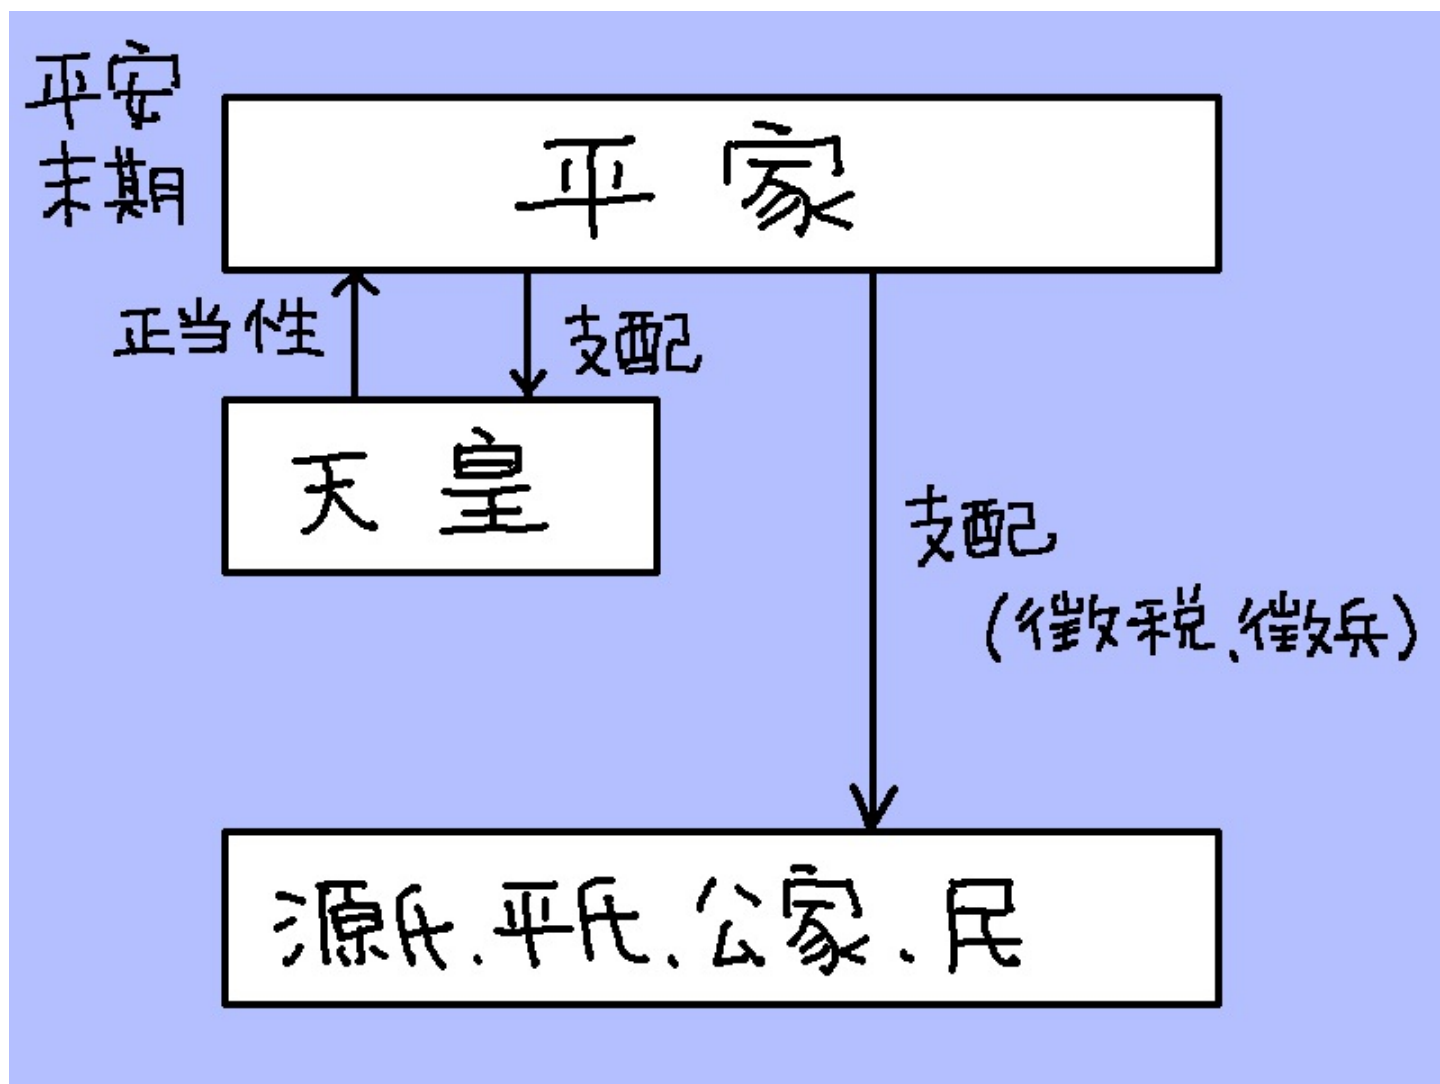 平安
末期
平家
正当性
支配
天皇
支配
(徴税、徴兵)
源氏、平氏、公家、民